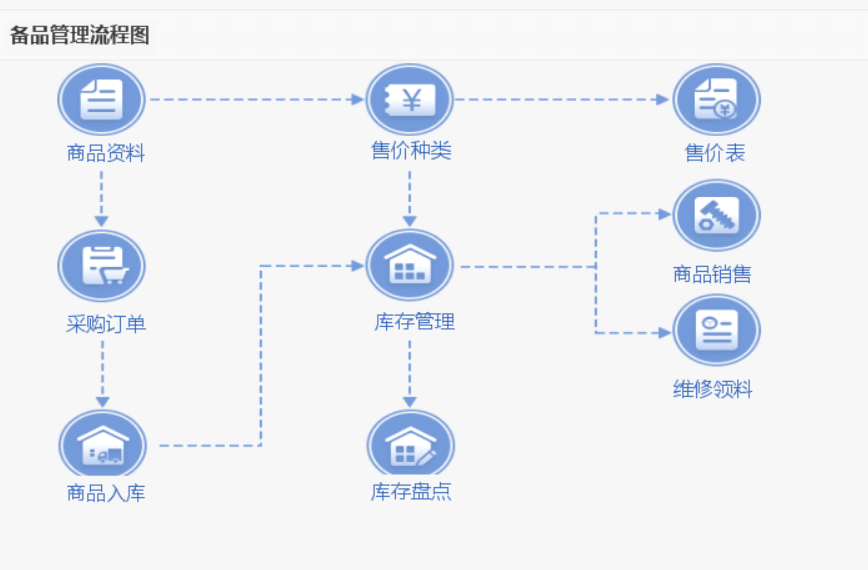 备品管理流程图
商品资料
售价种类
售价表
商品销售
采购订单
库存管理
维修领料
商品入库
库存盘点